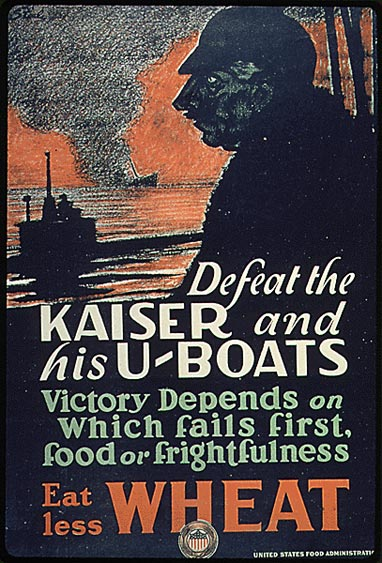 Defeat the
KAISER and
his U-BOATS
Victory Depends on
Which fails first,
food or frightfulness
Eat
less WHEAT
UNITED STATES FOOD ADMINISTRATION